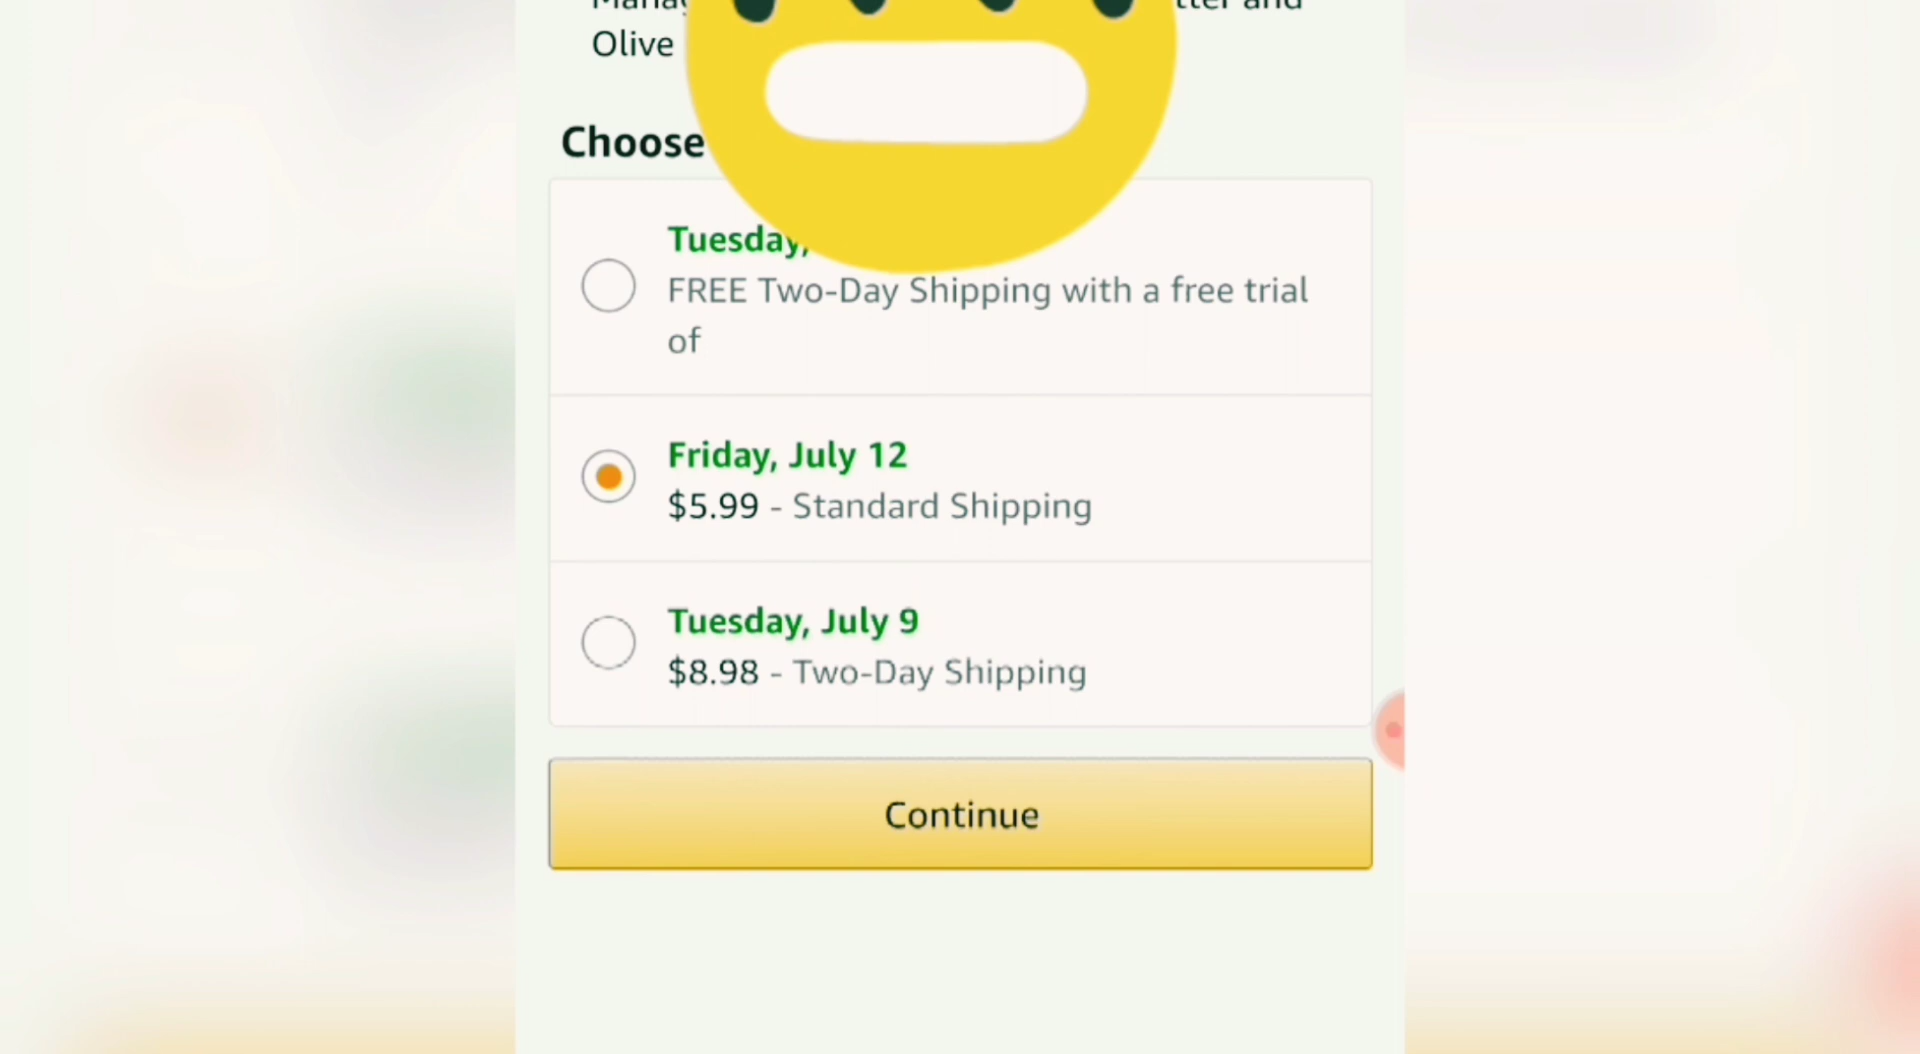 Olive
Choose
Tuesday,
FREE Two-Day Shipping with a free trial
of
Friday, July 12
$5.99 - Standard Shipping
Tuesday, July 9
$8.98 - Two-Day Shipping
Continue